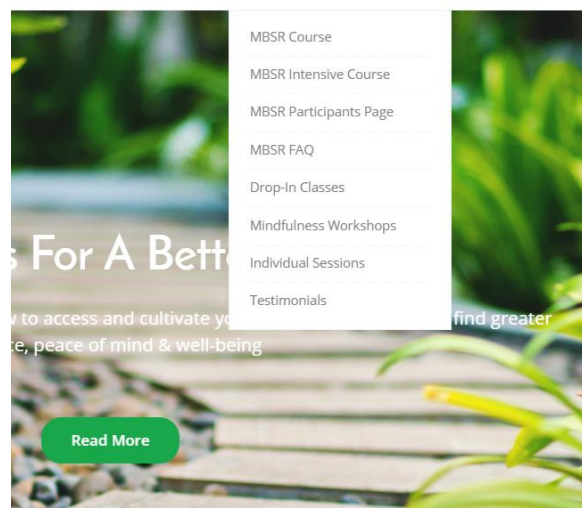 MBSR Course
MBSR Intensive Course
MBSR Participants Page
MBSR FAQ
Drop-In Classes
Mindfulness Workshops
Individual Sessions
Testimonials
For A
to access and cultivate find greater
peace of mind & well-being
Read More